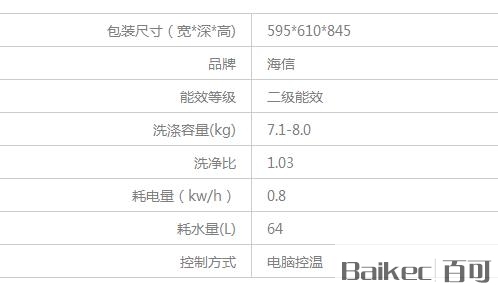 包装尺寸（宽*深*高) 595*610*845
品牌 海信
能效等级 二级能效
洗涤容量(kg) 7.1-8.0
洗净比 1.03
耗电量（kw/h） 0.8
耗水量(L) 64
控制方式 电脑控温
Baikec 百可